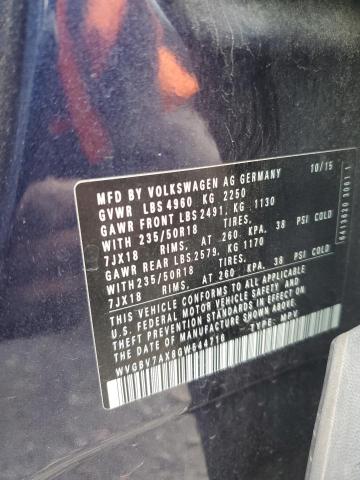 MFD BY VOLKSWAGEN AG GERMANY 10/15
GVWR LBS 4960 KG 2250
GAWR FRONT LBS 2491, KG 1130
WITH 235/50R18 TIRES.
7JX18 RIMS. AT 260 KPA. 38 PSI COLD
GAWR REAR LBS.2579, KG 1170
WITH 235/50R18 TIRES.
7JX18 RIMS. AT 260 KPA. 38 PSI COLD
THIS VEHICLE CONFORMS TO ALL APPLICABLE
U.S. FEDERAL MOTOR VEHICLE SAFETY AND
THEFT PREVENTION STANDARDS IN EFFECT ON
THE DATE OF MANUFACTURE SHOWN ABOVE.
WVGBV7AX8GW544716 TYPE: MPV